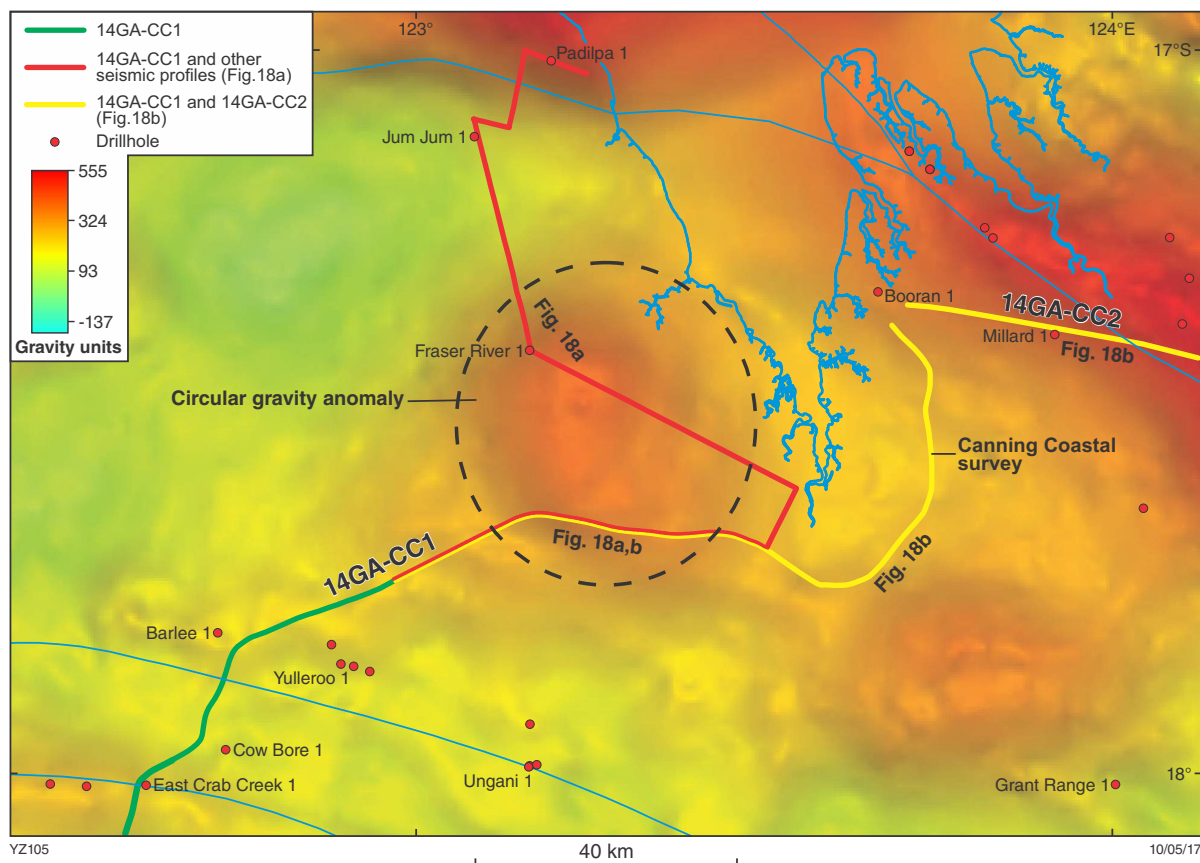 14GA-CC1
14GA-CC1 and other
seismic profiles (Fig.18a)
14GA-CC1 and 14GA-CC2
(Fig.18b)
Drillhole
555
324
93
-137
Gravity units
123°
124°E
17°S
Padilpa 1
Jum Jum 1
Fig. 18a
Booran 1
14GA-CC2
Millard 1
Fig. 18b
Fraser River 1
Circular gravity anomaly
Canning Coastal
survey
Fig. 18a,b
14GA-CC1
Fig. 18b
Barlee 1
Yulleroo 1
Cow Bore 1
East Crab Creek 1
Ungani 1
18°
Grant Range 1
YZ105
40 km
10/05/17